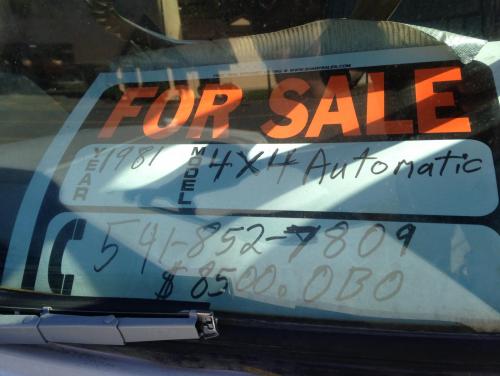 FOR SALE
YEAR 1981 MODEL 4X4 Automatic
541-852-7809
$8500.OBO